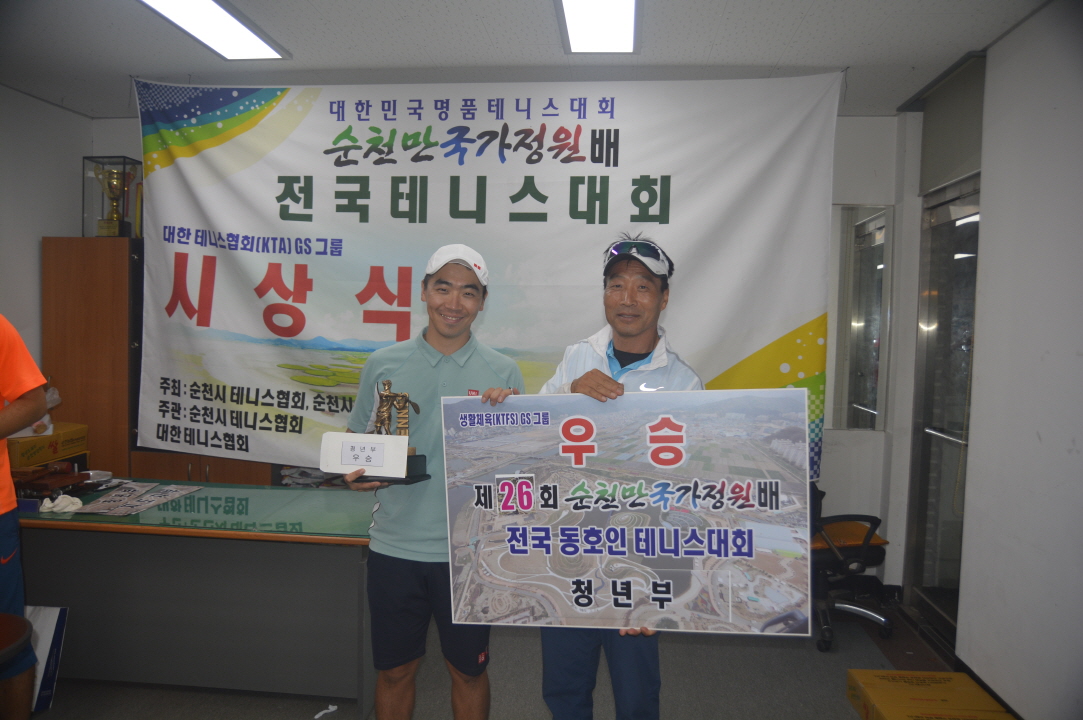 대한민국명품테니스대회
순천만국가정원배
전국테니스대회
대한 테니스협회(KTA) GS 그룹
시상식
주최 : 순천시 테니스협회, 순천시
주관 : 순천시 테니스협회
대한테니스협회
청년부
우승
생활체육(KTFS) GS 그룹
우승
제 26회 순천만국가정원배
전국 동호인 테니스대회
청년부